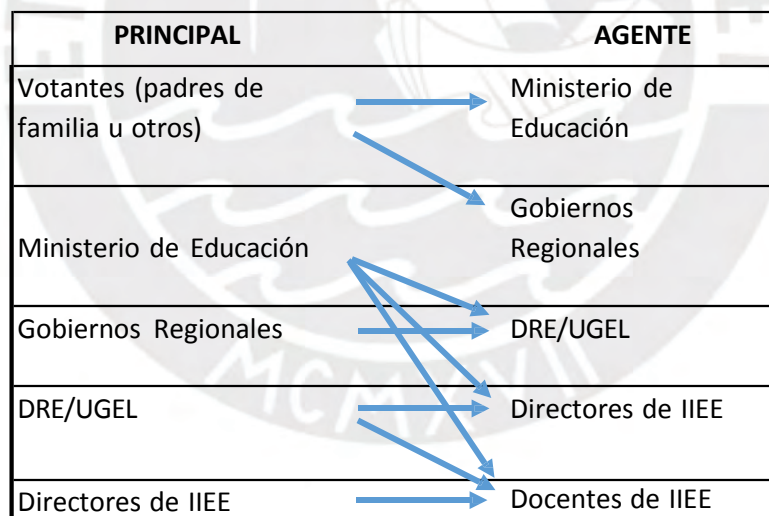 PRINCIPAL AGENTE
Votantes (padres de
familia u otros)
Ministerio de
Educación
Ministerio de Educación
Gobiernos
Regionales
Gobiernos Regionales DRE/UGEL
DRE/UGEL Directores de IIEE
Directores de IIEE Docentes de IIEE